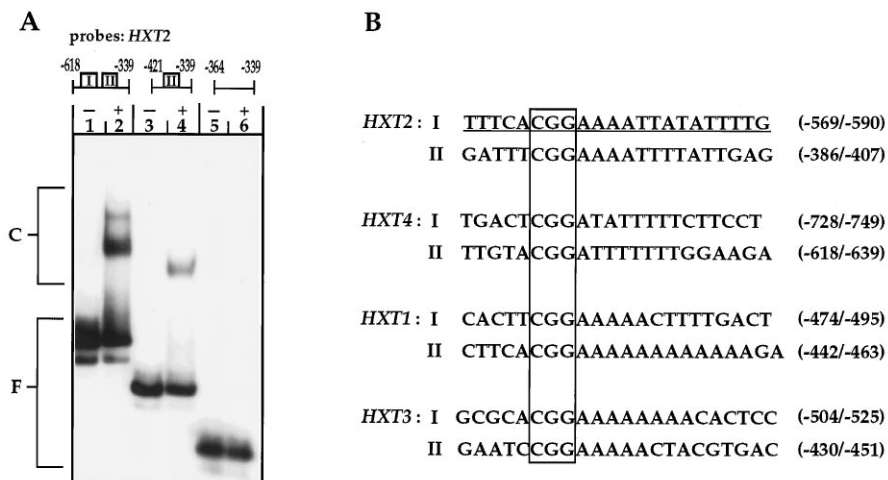 A
probes: HXT2
-618 -339 -421 -339 -364 -339
I II II
− + − + − +
1 2 3 4 5 6
C
F
B
HXT2: I TTTCACGGAAAATTATATTTTG (-569/-590)
II GATTTCGGAAAATTTTATTGAG (-386/-407)
HXT4: I TGACTCGGATATTTTTCTTCCT (-728/-749)
II TTGTACGGATTTTTTTGGAAGA (-618/-639)
HXT1: I CACTTCGGAAAAACTTTTGACT (-474/-495)
II CTTCACGGAAAAAAAAAAAAGA (-442/-463)
HXT3: I GCGCACGGAAAAAAAACACTCC (-504/-525)
II GAATCCGGAAAAACTACGTGAC (-430/-451)